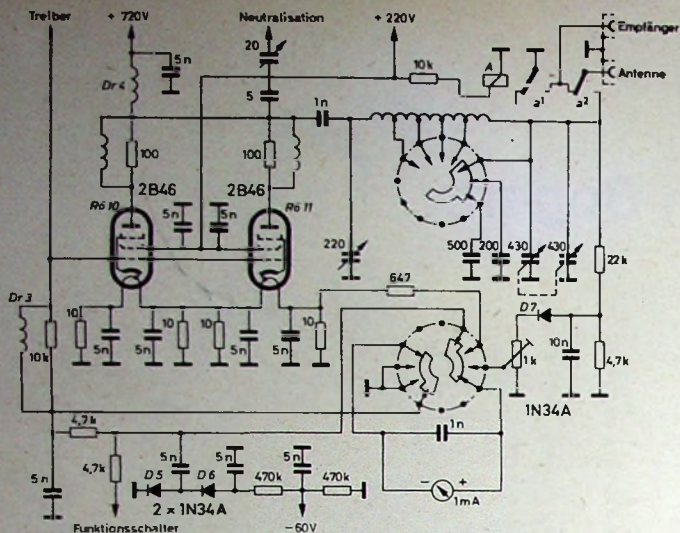 Treiber + 720V Neutralisation + 220V Empfänger
20 5n 10k A Antenne
Dr 4 5 1n a¹ a²
100 100
2B46 2B46
Rö 10 5n 5n Rö 11
220 500 200 430 430 22k
Dr 3 647 D7
10k 10 5n 5n 10 10 5n 5n 10 1k 10n 4,7k
1N34A
4,7k 1n
4,7k 5n 5n
5n D5 D6 470k 470k - +
2 × 1N34A 1mA
Funktionsschalter -60V